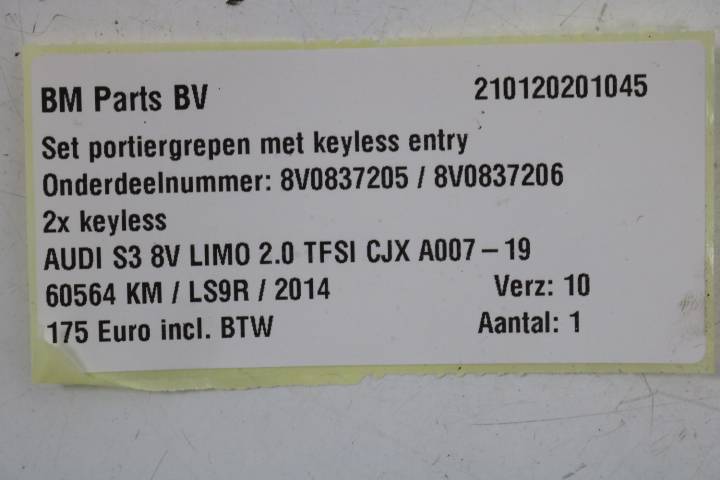 BM Parts BV 210120201045
Set portiergrepen met keyless entry
Onderdeelnummer: 8V0837205 / 8V0837206
2x keyless
AUDI S3 8V LIMO 2.0 TFSI CJX A007-19
60564 KM / LS9R / 2014 Verz: 10
175 Euro incl. BTW Aantal: 1